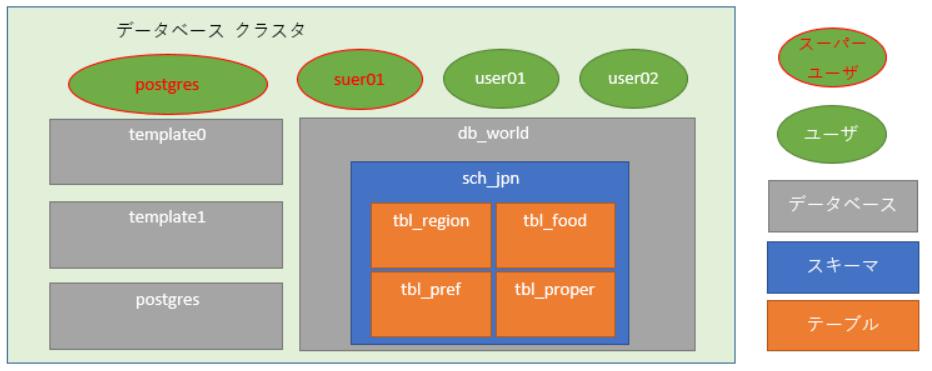 データベース クラスタ
postgres
suer01
user01
user02
template0
template1
postgres
db_world
sch_jpn
tbl_region
tbl_food
tbl_pref
tbl_proper
スーパー
ユーザ
ユーザ
データベース
スキーマ
テーブル